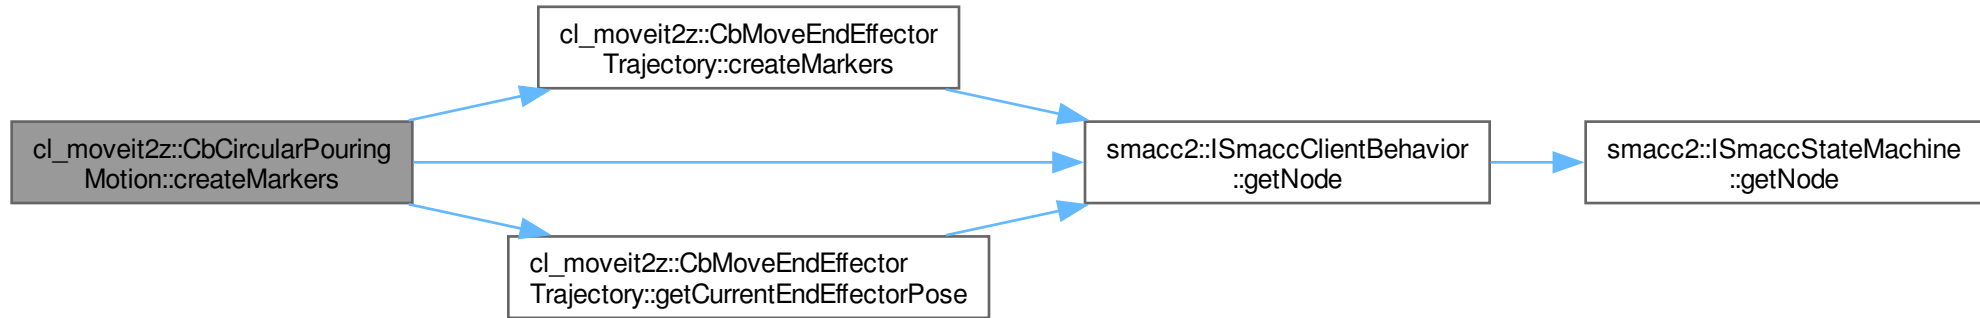 cl_moveit2z::CbMoveEndEffector
Trajectory::createMarkers
cl_moveit2z::CbCircularPouring
Motion::createMarkers
smacc2::ISmaccClientBehavior
::getNode
smacc2::ISmaccStateMachine
::getNode
cl_moveit2z::CbMoveEndEffector
Trajectory::getCurrentEndEffectorPose